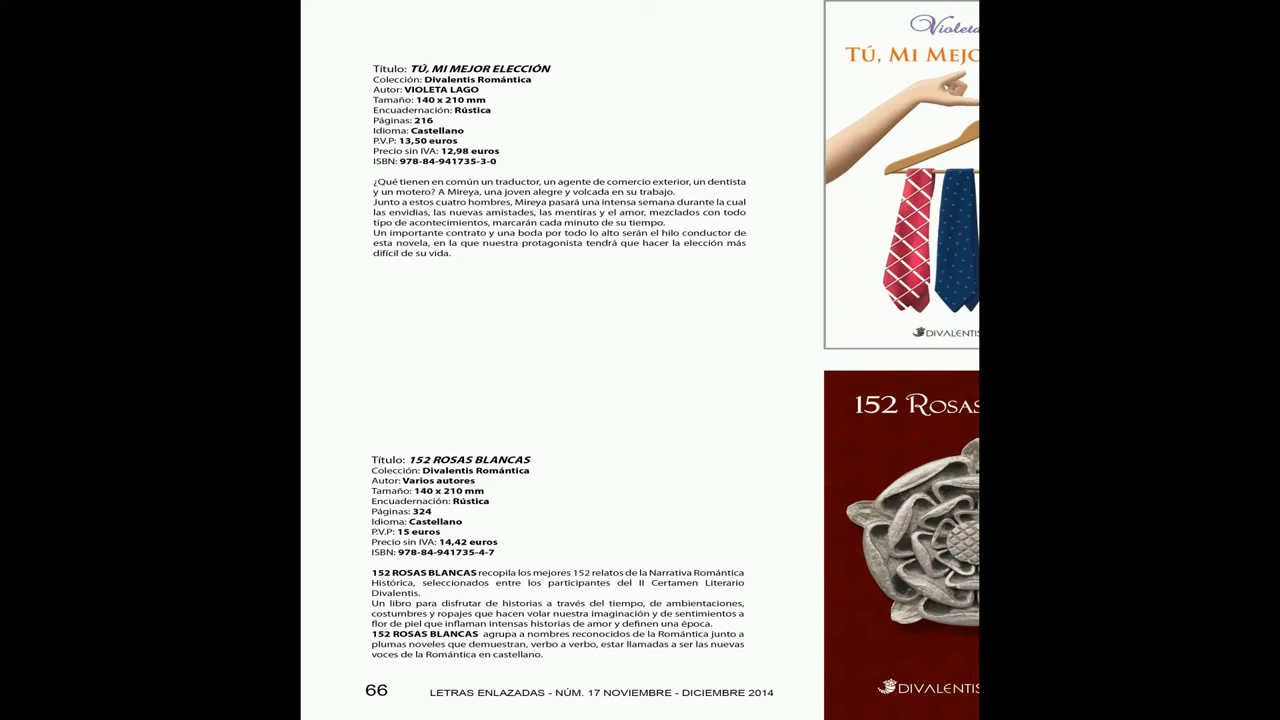 Título: TÚ, MI MEJOR ELECCIÓN
Colección: Divalentis Romántica
Autor: VIOLETA LAGO
Tamaño: 140 x 210 mm
Encuadernación: Rústica
Páginas: 216
Idioma: Castellano
P.V.P: 13,50 euros
Precio sin IVA: 12,98 euros
ISBN: 978-84-941735-3-0
¿Qué tienen en común un traductor, un agente de comercio exterior, un dentista
y un motero? A Mireya, una joven alegre y volcada en su trabajo.
Junto a estos cuatro hombres, Mireya pasará una intensa semana durante la cual
las envidias, las nuevas amistades, las mentiras y el amor, mezclados con todo
tipo de acontecimientos, marcarán cada minuto de su tiempo.
Un importante contrato y una boda por todo lo alto serán el hilo conductor de
esta novela, en la que nuestra protagonista tendrá que hacer la elección más
difícil de su vida.
Violeta
TÚ, MI MEJO
DIVALENTIS
Título: 152 ROSAS BLANCAS
Colección: Divalentis Romántica
Autor: Varios autores
Tamaño: 140 x 210 mm
Encuadernación: Rústica
Páginas: 324
Idioma: Castellano
P.V.P: 15 euros
Precio sin IVA: 14,42 euros
ISBN: 978-84-941735-4-7
152 ROSAS BLANCAS recopila los mejores 152 relatos de la Narrativa Romántica
Histórica, seleccionados entre los participantes del II Certamen Literario
Divalentis.
Un libro para disfrutar de historias a través del tiempo, de ambientaciones,
costumbres y ropajes que hacen volar nuestra imaginación y de sentimientos a
flor de piel que inflaman intensas historias de amor y definen una época.
152 ROSAS BLANCAS agrupa a nombres reconocidos de la Romántica junto a
plumas noveles que demuestran, verbo a verbo, estar llamadas a ser las nuevas
voces de la Romántica en castellano.
152 ROSAS
DIVALENTIS
66 LETRAS ENLAZADAS - NÚM. 17 NOVIEMBRE - DICIEMBRE 2014